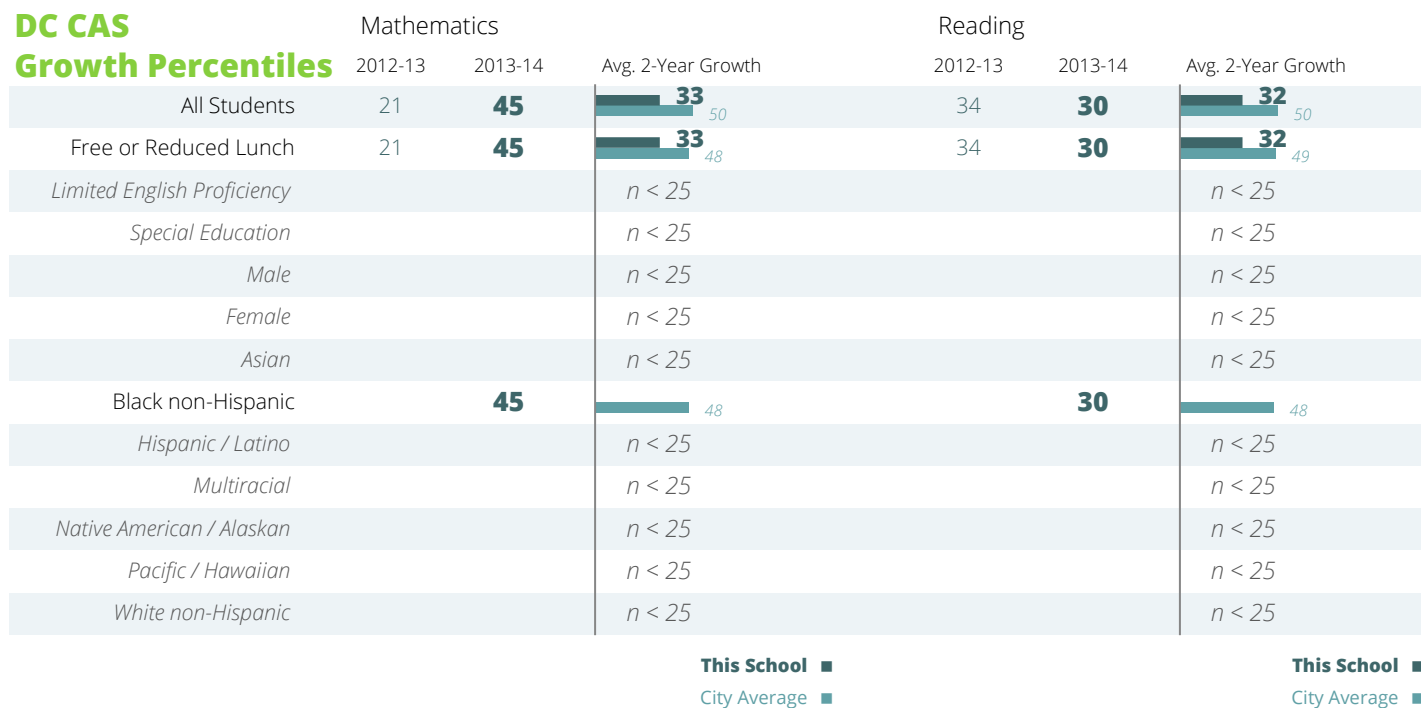 DC CAS
Growth Percentiles
Mathematics
Reading
2012-13 2013-14 Avg. 2-Year Growth 2012-13 2013-14 Avg. 2-Year Growth
All Students 21 45 33 50 34 30 32 50
Free or Reduced Lunch 21 45 33 48 34 30 32 49
Limited English Proficiency n < 25 n < 25
Special Education n < 25 n < 25
Male n < 25 n < 25
Female n < 25 n < 25
Asian n < 25 n < 25
Black non-Hispanic 45 48 30 48
Hispanic / Latino n < 25 n < 25
Multiracial n < 25 n < 25
Native American / Alaskan n < 25 n < 25
Pacific / Hawaiian n < 25 n < 25
White non-Hispanic n < 25 n < 25
This School This School
City Average City Average